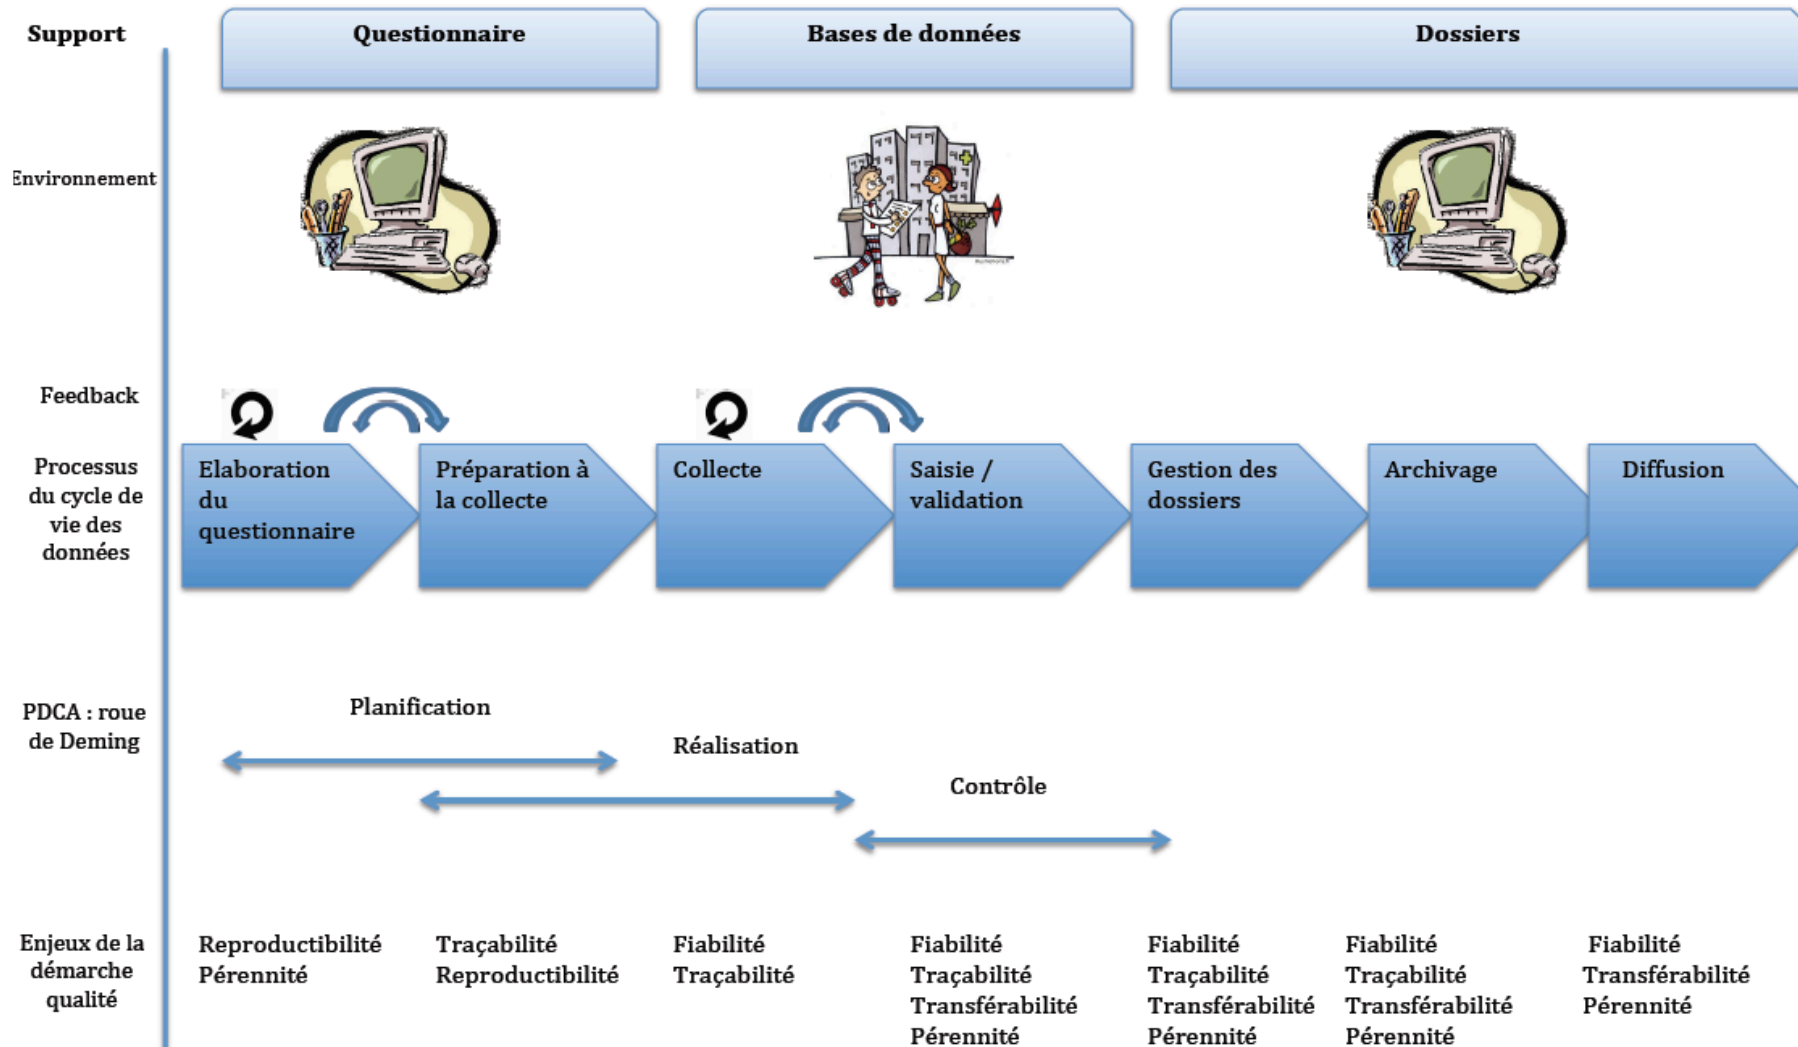 Support
Questionnaire
Bases de données
Dossiers
Environnement
Feedback
Processus
du cycle de
vie des
données
Elaboration
du
questionnaire
Préparation à
la collecte
Collecte
Saisie /
validation
Gestion des
dossiers
Archivage
Diffusion
PDCA : roue
de Deming
Planification
Réalisation
Contrôle
Enjeux de la
démarche
qualité
Reproductibilité
Pérennité
Traçabilité
Reproductibilité
Fiabilité
Traçabilité
Fiabilité
Traçabilité
Transférabilité
Pérennité
Fiabilité
Traçabilité
Transférabilité
Pérennité
Fiabilité
Traçabilité
Transférabilité
Pérennité
Fiabilité
Transférabilité
Pérennité